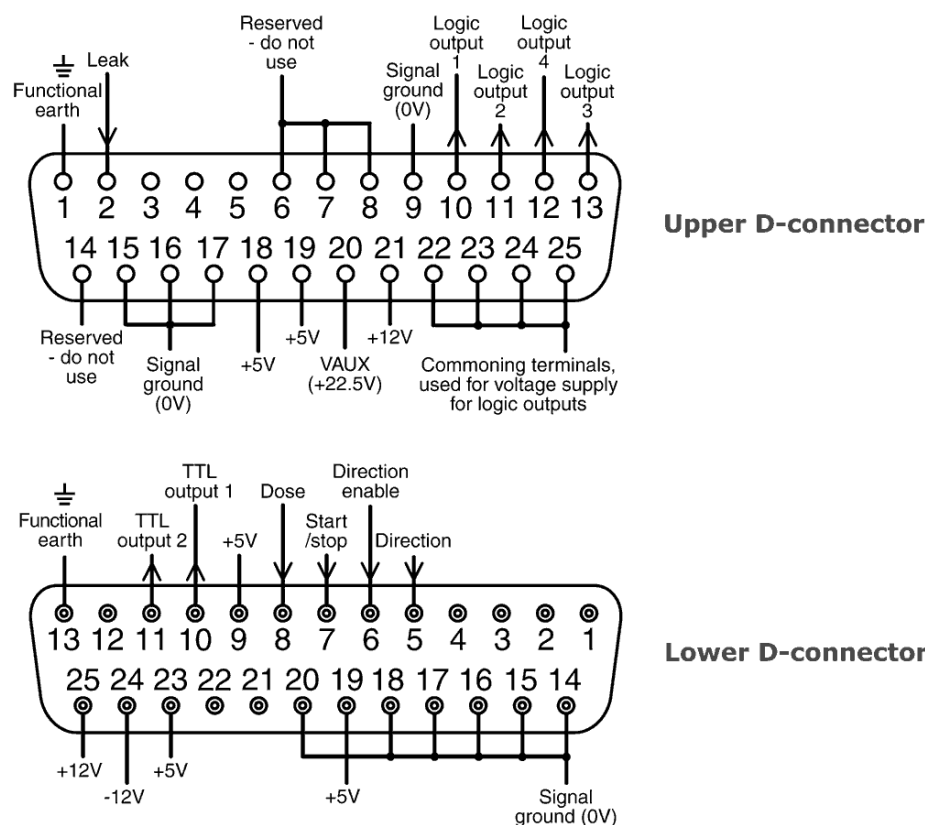 Reserved
- do not
use
Logic
output
1
Logic
output
4
Leak
Functional
earth
Signal
ground
(0V)
Logic
output
2
Logic
output
3
1 2 3 4 5 6 7 8 9 10 11 12 13
Upper D-connector
14 15 16 17 18 19 20 21 22 23 24 25
Reserved
- do not
use
Signal
ground
(0V)
+5V
+5V
VAUX
(+22.5V)
+12V
Commoning terminals,
used for voltage supply
for logic outputs
TTL
output 1
Direction
enable
Functional
earth
TTL
output 2
+5V
Dose
Start
/stop
Direction
13 12 11 10 9 8 7 6 5 4 3 2 1
Lower D-connector
25 24 23 22 21 20 19 18 17 16 15 14
+12V
-12V
+5V
+5V
Signal
ground (0V)